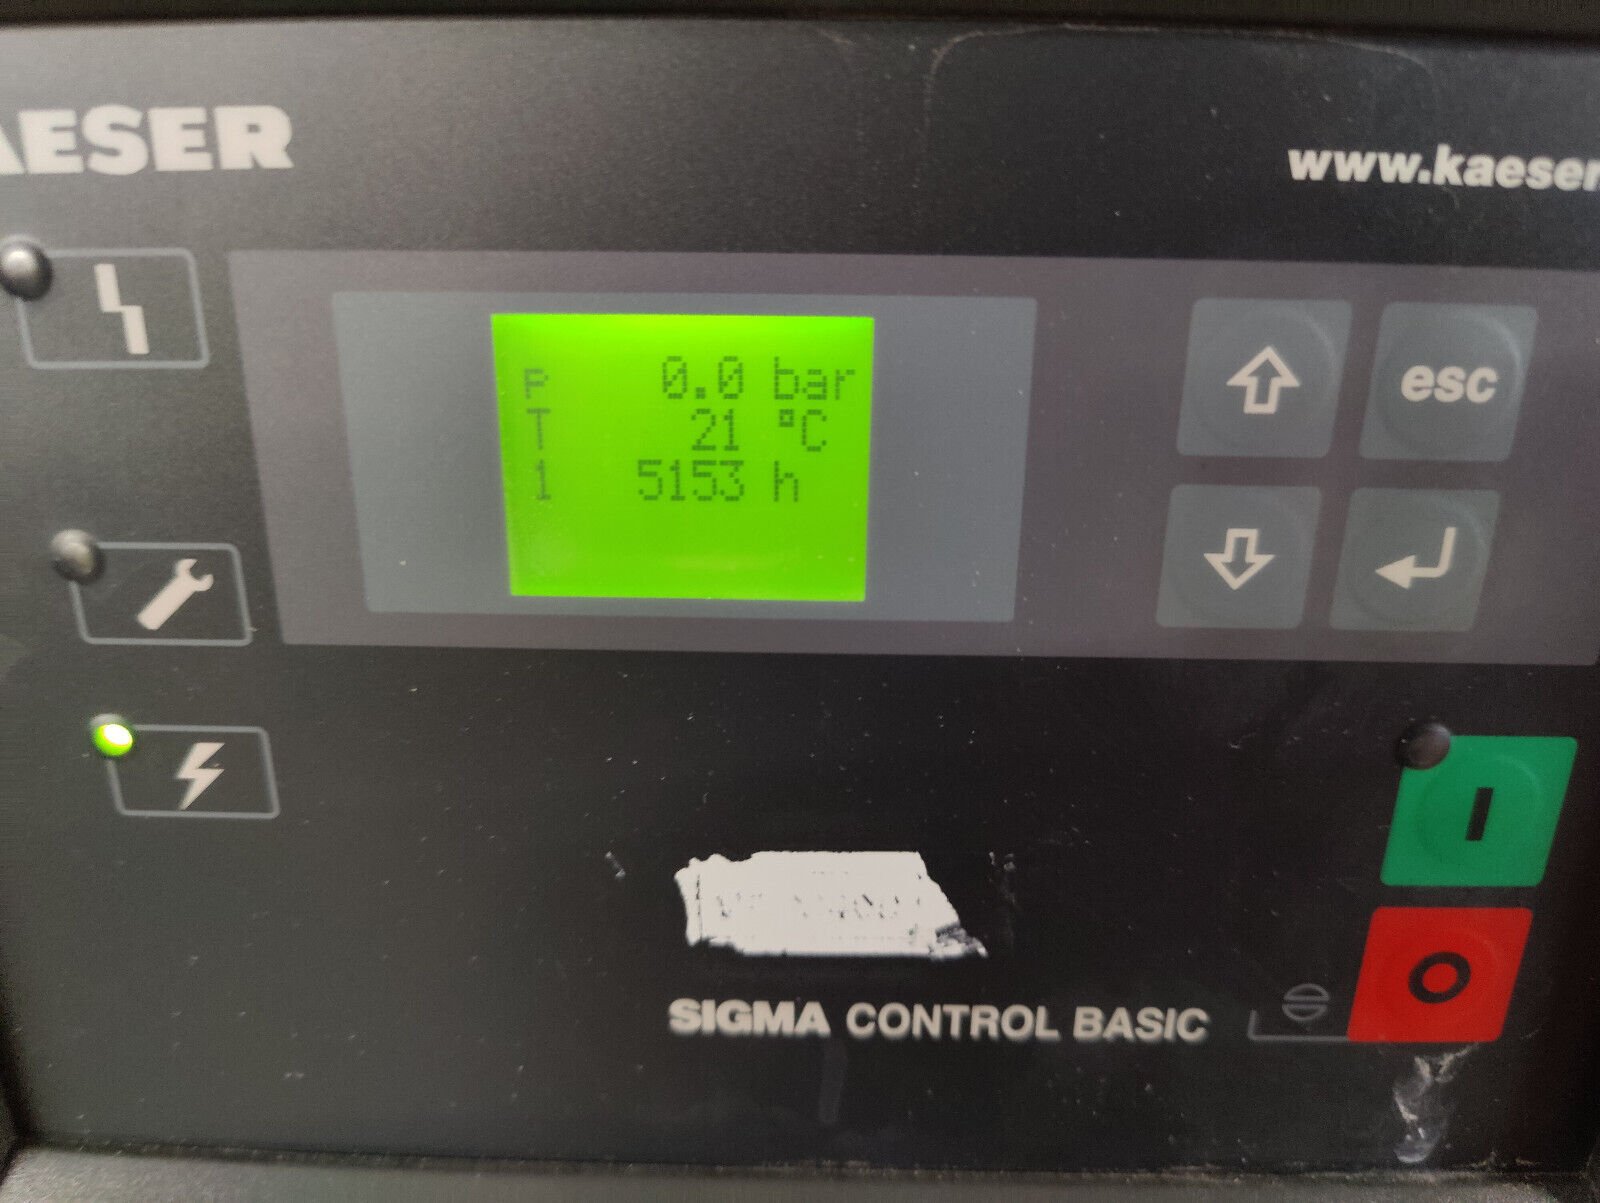 AESER
www.kaeser
P 0.0 bar
T 21 °C
1 5153 h
esc
I
O
SIGMA CONTROL BASIC